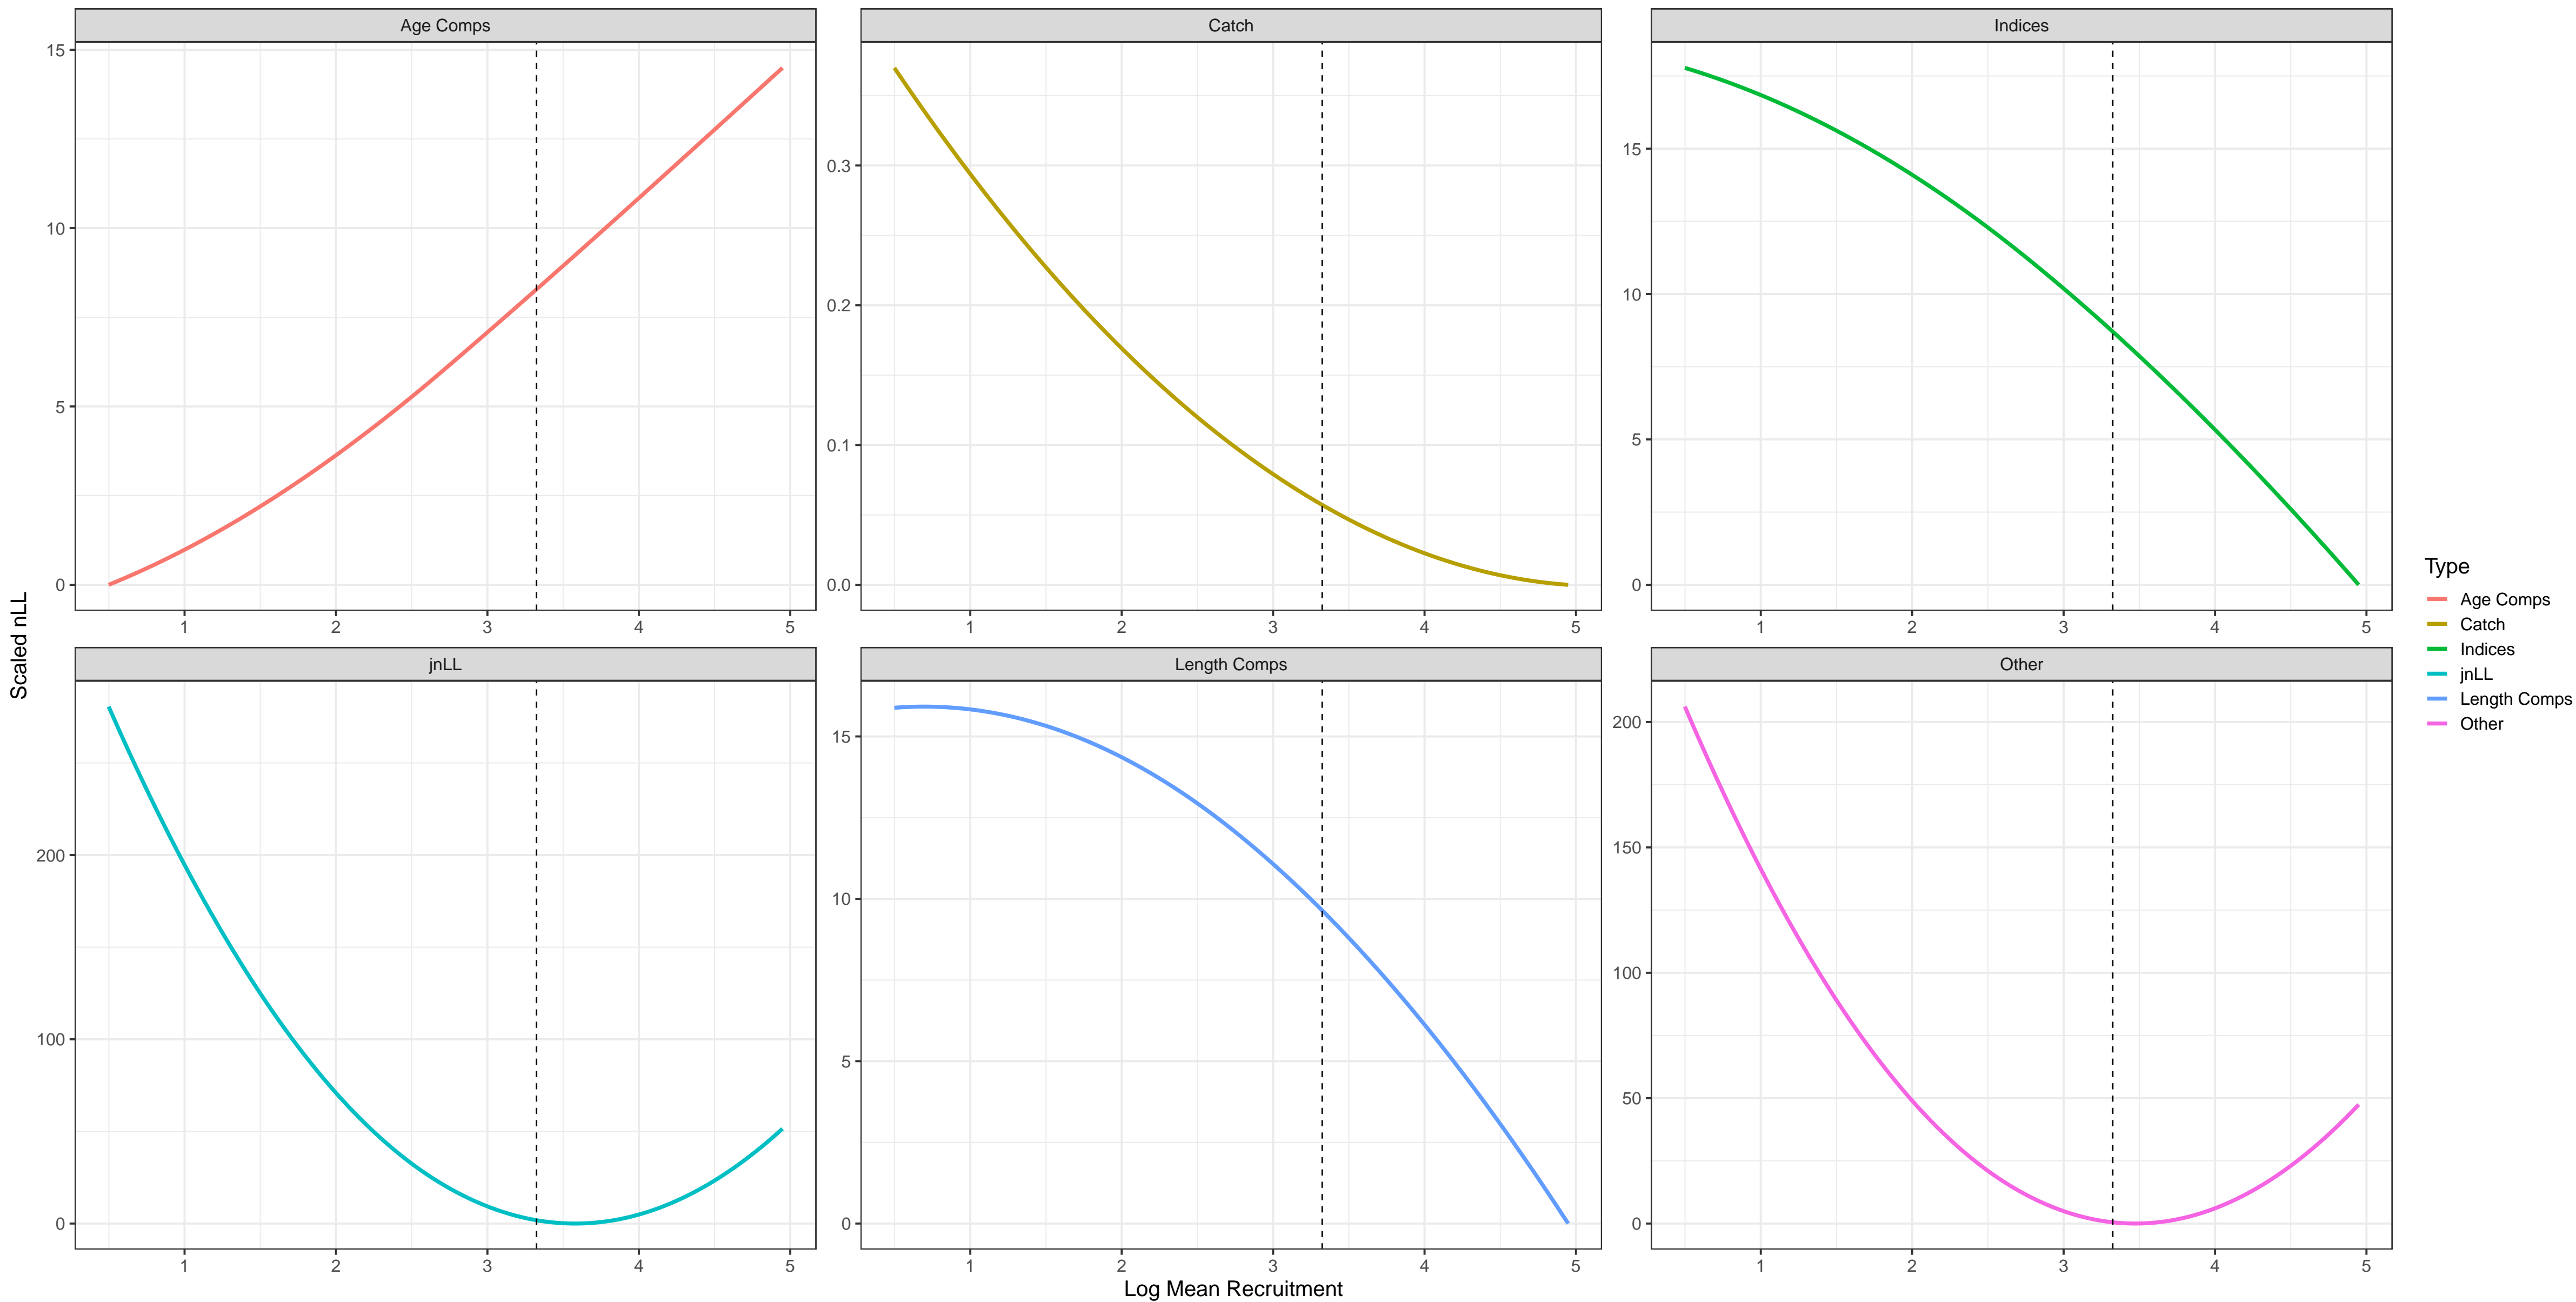 Age Comps
Catch
Indices
15
10
5
0
0.3
0.2
0.1
0.0
15
10
5
0
1 2 3 4 5
1 2 3 4 5
1 2 3 4 5
Scaled nLL
jnLL
Length Comps
Other
200
100
0
15
10
5
0
200
150
100
50
0
1 2 3 4 5
1 2 3 4 5
1 2 3 4 5
Log Mean Recruitment
Type
Age Comps
Catch
Indices
jnLL
Length Comps
Other